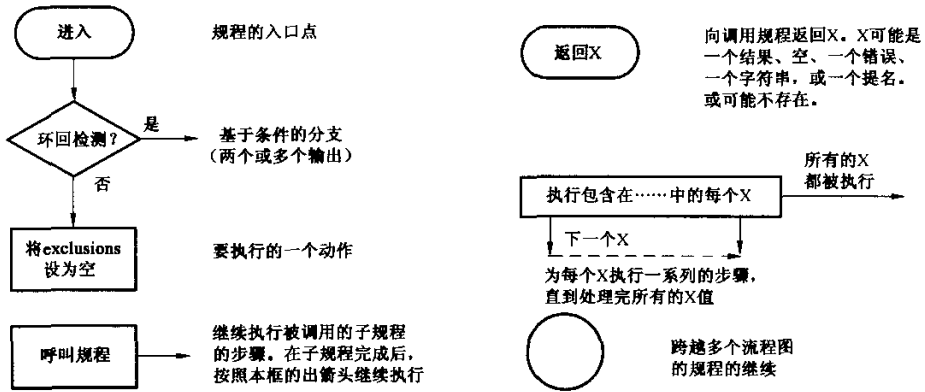 进入
规程的入口点
环回检测？
是
基于条件的分支
（两个或多个输出）
否
将exclusions
设为空
要执行的一个动作
呼叫规程
继续执行被调用的子规程
的步骤。在子规程完成后，
按照本框的出箭头继续执行
返回X
向调用规程返回X。X可能是
一个结果、空、一个错误、
一个字符串，或一个提名。
或可能不存在。
执行包含在……中的每个X
所有的X
都被执行
下一个X
为每个X执行一系列的步骤，
直到处理完所有的X值
跨越多个流程图
的规程的继续